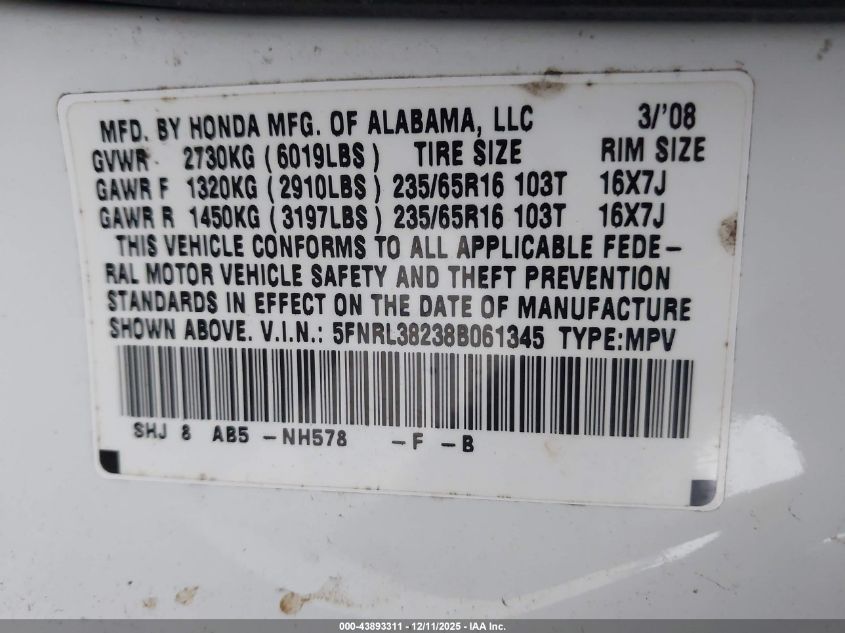 MFD. BY HONDA MFG. OF ALABAMA, LLC 3/'08
GVWR 2730KG (6019LBS) TIRE SIZE RIM SIZE
GAWR F 1320KG (2910LBS) 235/65R16 103T 16X7J
GAWR R 1450KG (3197LBS) 235/65R16 103T 16X7J
THIS VEHICLE CONFORMS TO ALL APPLICABLE FEDE-
RAL MOTOR VEHICLE SAFETY AND THEFT PREVENTION
STANDARDS IN EFFECT ON THE DATE OF MANUFACTURE
SHOWN ABOVE. V.I.N.: 5FNRL38238B061345 TYPE:MPV
SHJ 8 AB5 -NH578 -F -B
000-43893311 - 12/11/2025 - IAA Inc.